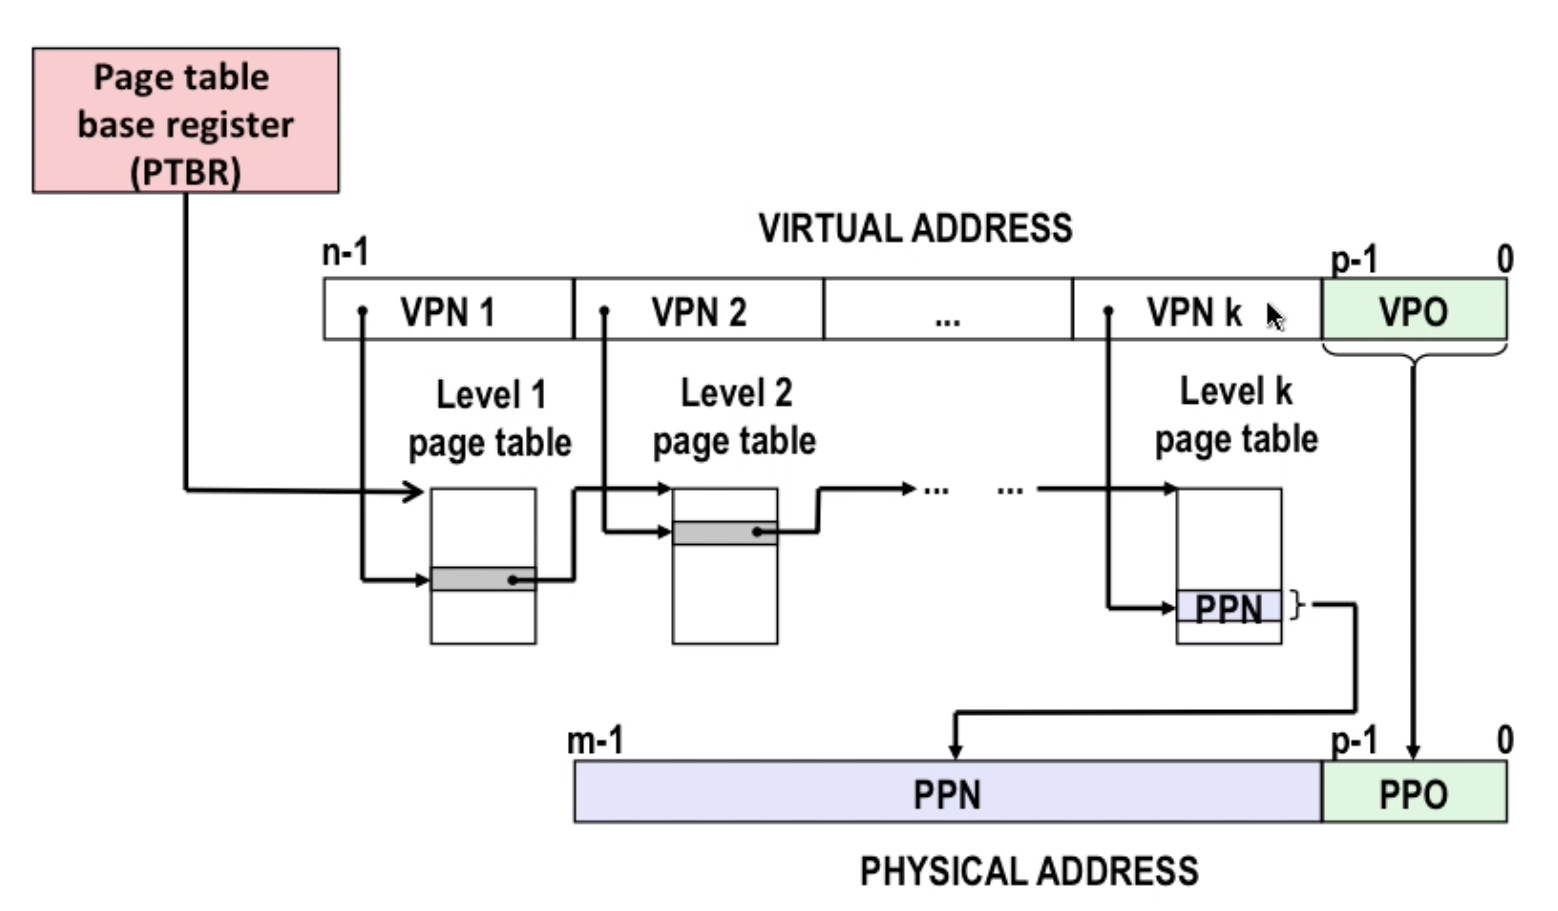 Page table
base register
(PTBR)
VIRTUAL ADDRESS
n-1
p-1
0
VPN 1
VPN 2
...
VPN k
VPO
Level 1
page table
Level 2
page table
Level k
page table
...
...
PPN
m-1
p-1
0
PPN
PPO
PHYSICAL ADDRESS